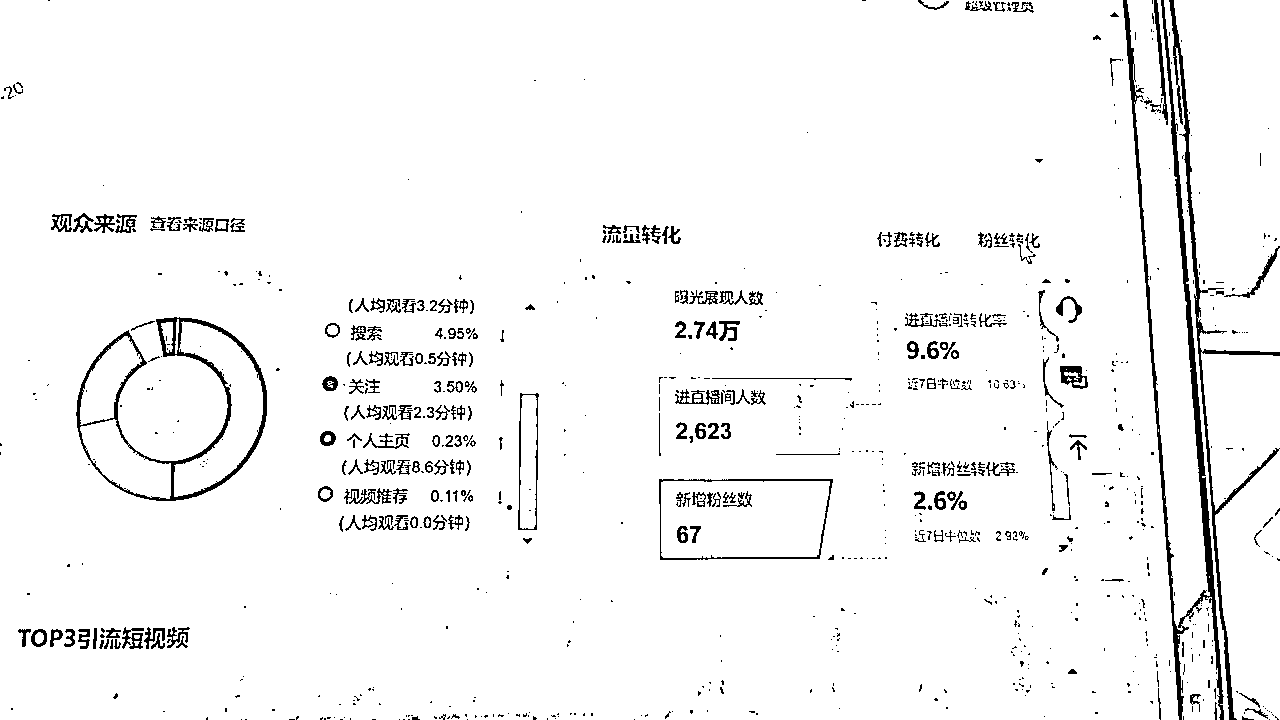 超级管理员
-20
观众来源 查看来源口径
(人均观看3.2分钟)
搜索 4.95%
(人均观看0.5分钟)
关注 3.50%
(人均观看2.3分钟)
个人主页 0.23%
(人均观看8.6分钟)
视频推荐 0.11%
(人均观看0.0分钟)
流量转化
付费转化 粉丝转化
曝光展现人数
2.74万
进直播间人数
2,623
新增粉丝数
67
进直播间转化率
9.6%
近7日中位数 10.63%
新增粉丝转化率
2.6%
近7日中位数 2.92%
TOP3引流短视频